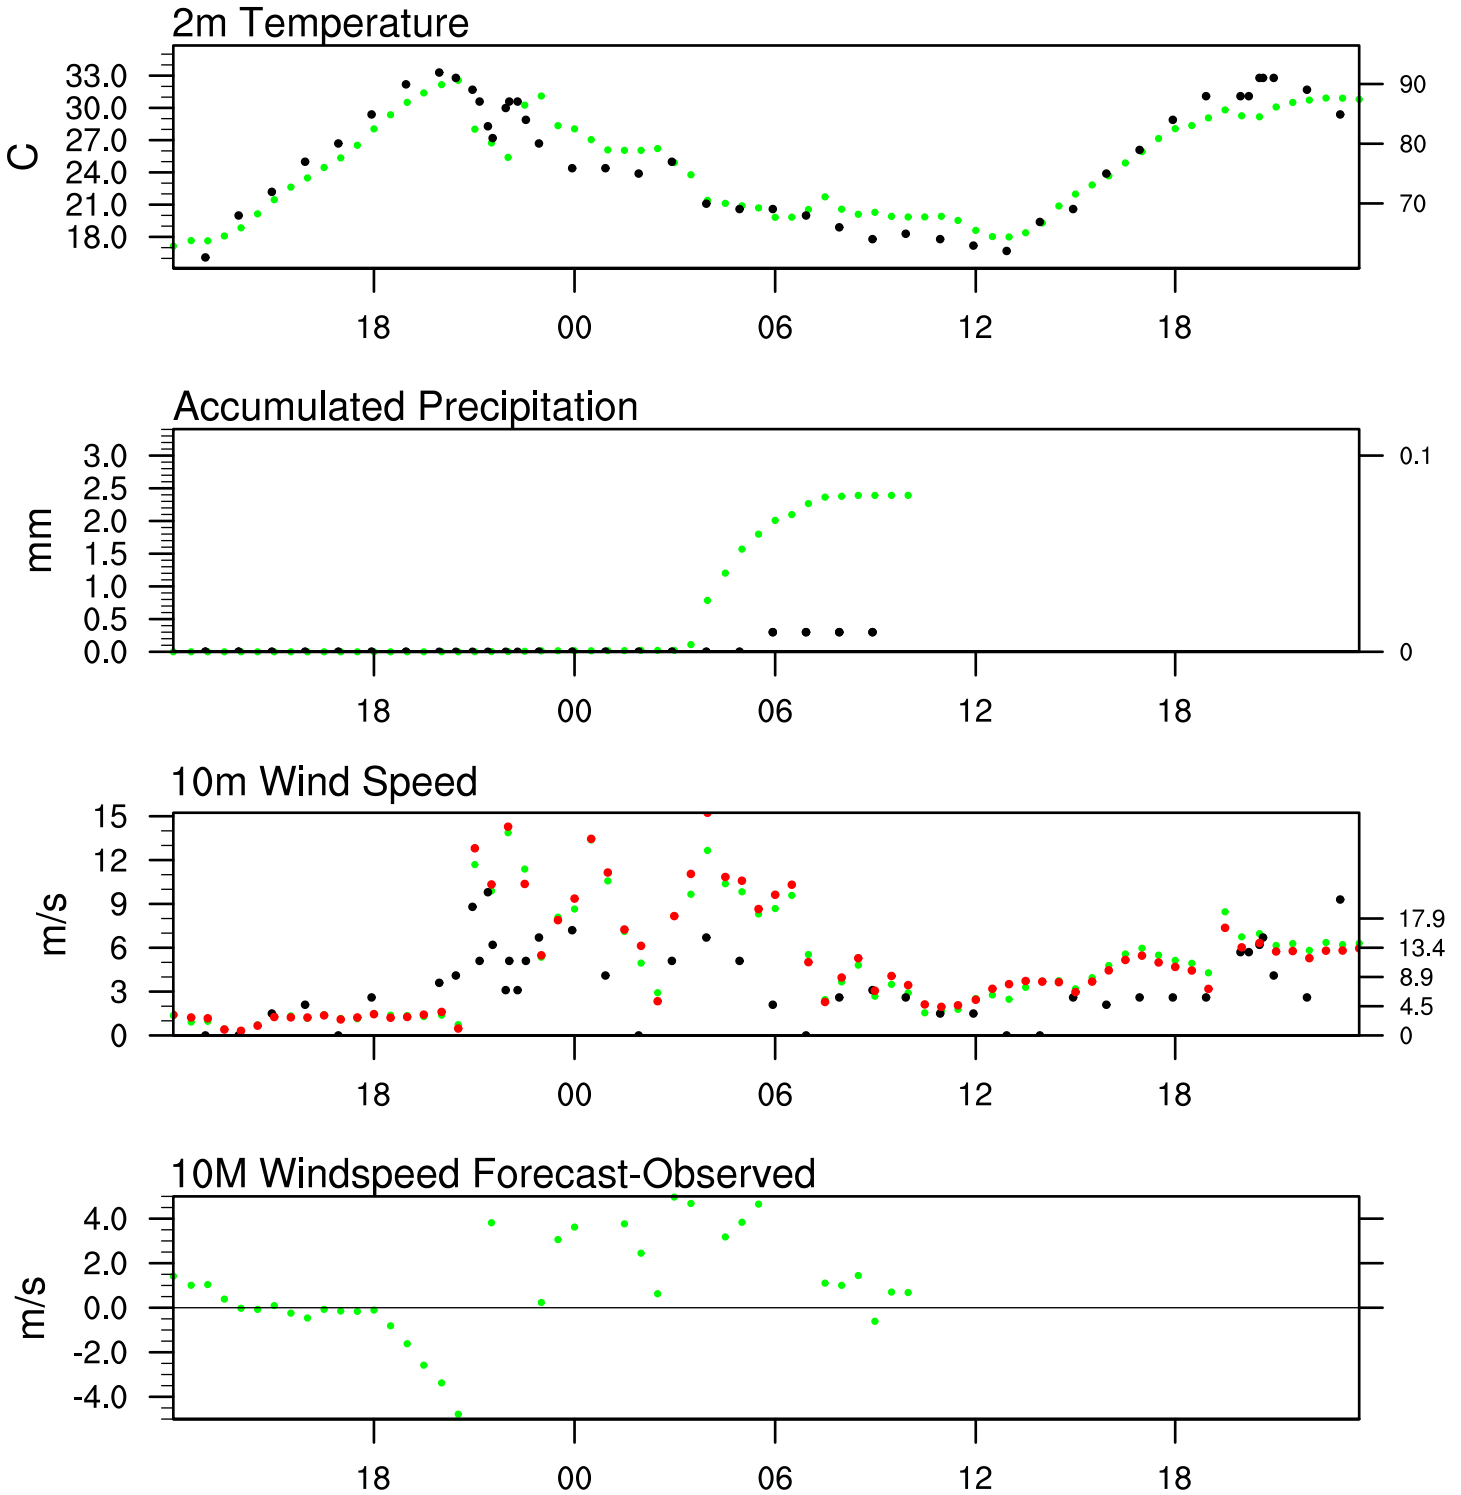 2m Temperature
33.0
30.0
27.0
24.0
21.0
18.0
C
90
80
70
18 00 06 12 18
Accumulated Precipitation
3.0
2.5
2.0
1.5
1.0
0.5
0.0
mm
0.1
0
18 00 06 12 18
10m Wind Speed
15
12
9
6
3
0
m/s
17.9
13.4
8.9
4.5
0
18 00 06 12 18
10M Windspeed Forecast-Observed
4.0
2.0
0.0
-2.0
-4.0
m/s
18 00 06 12 18